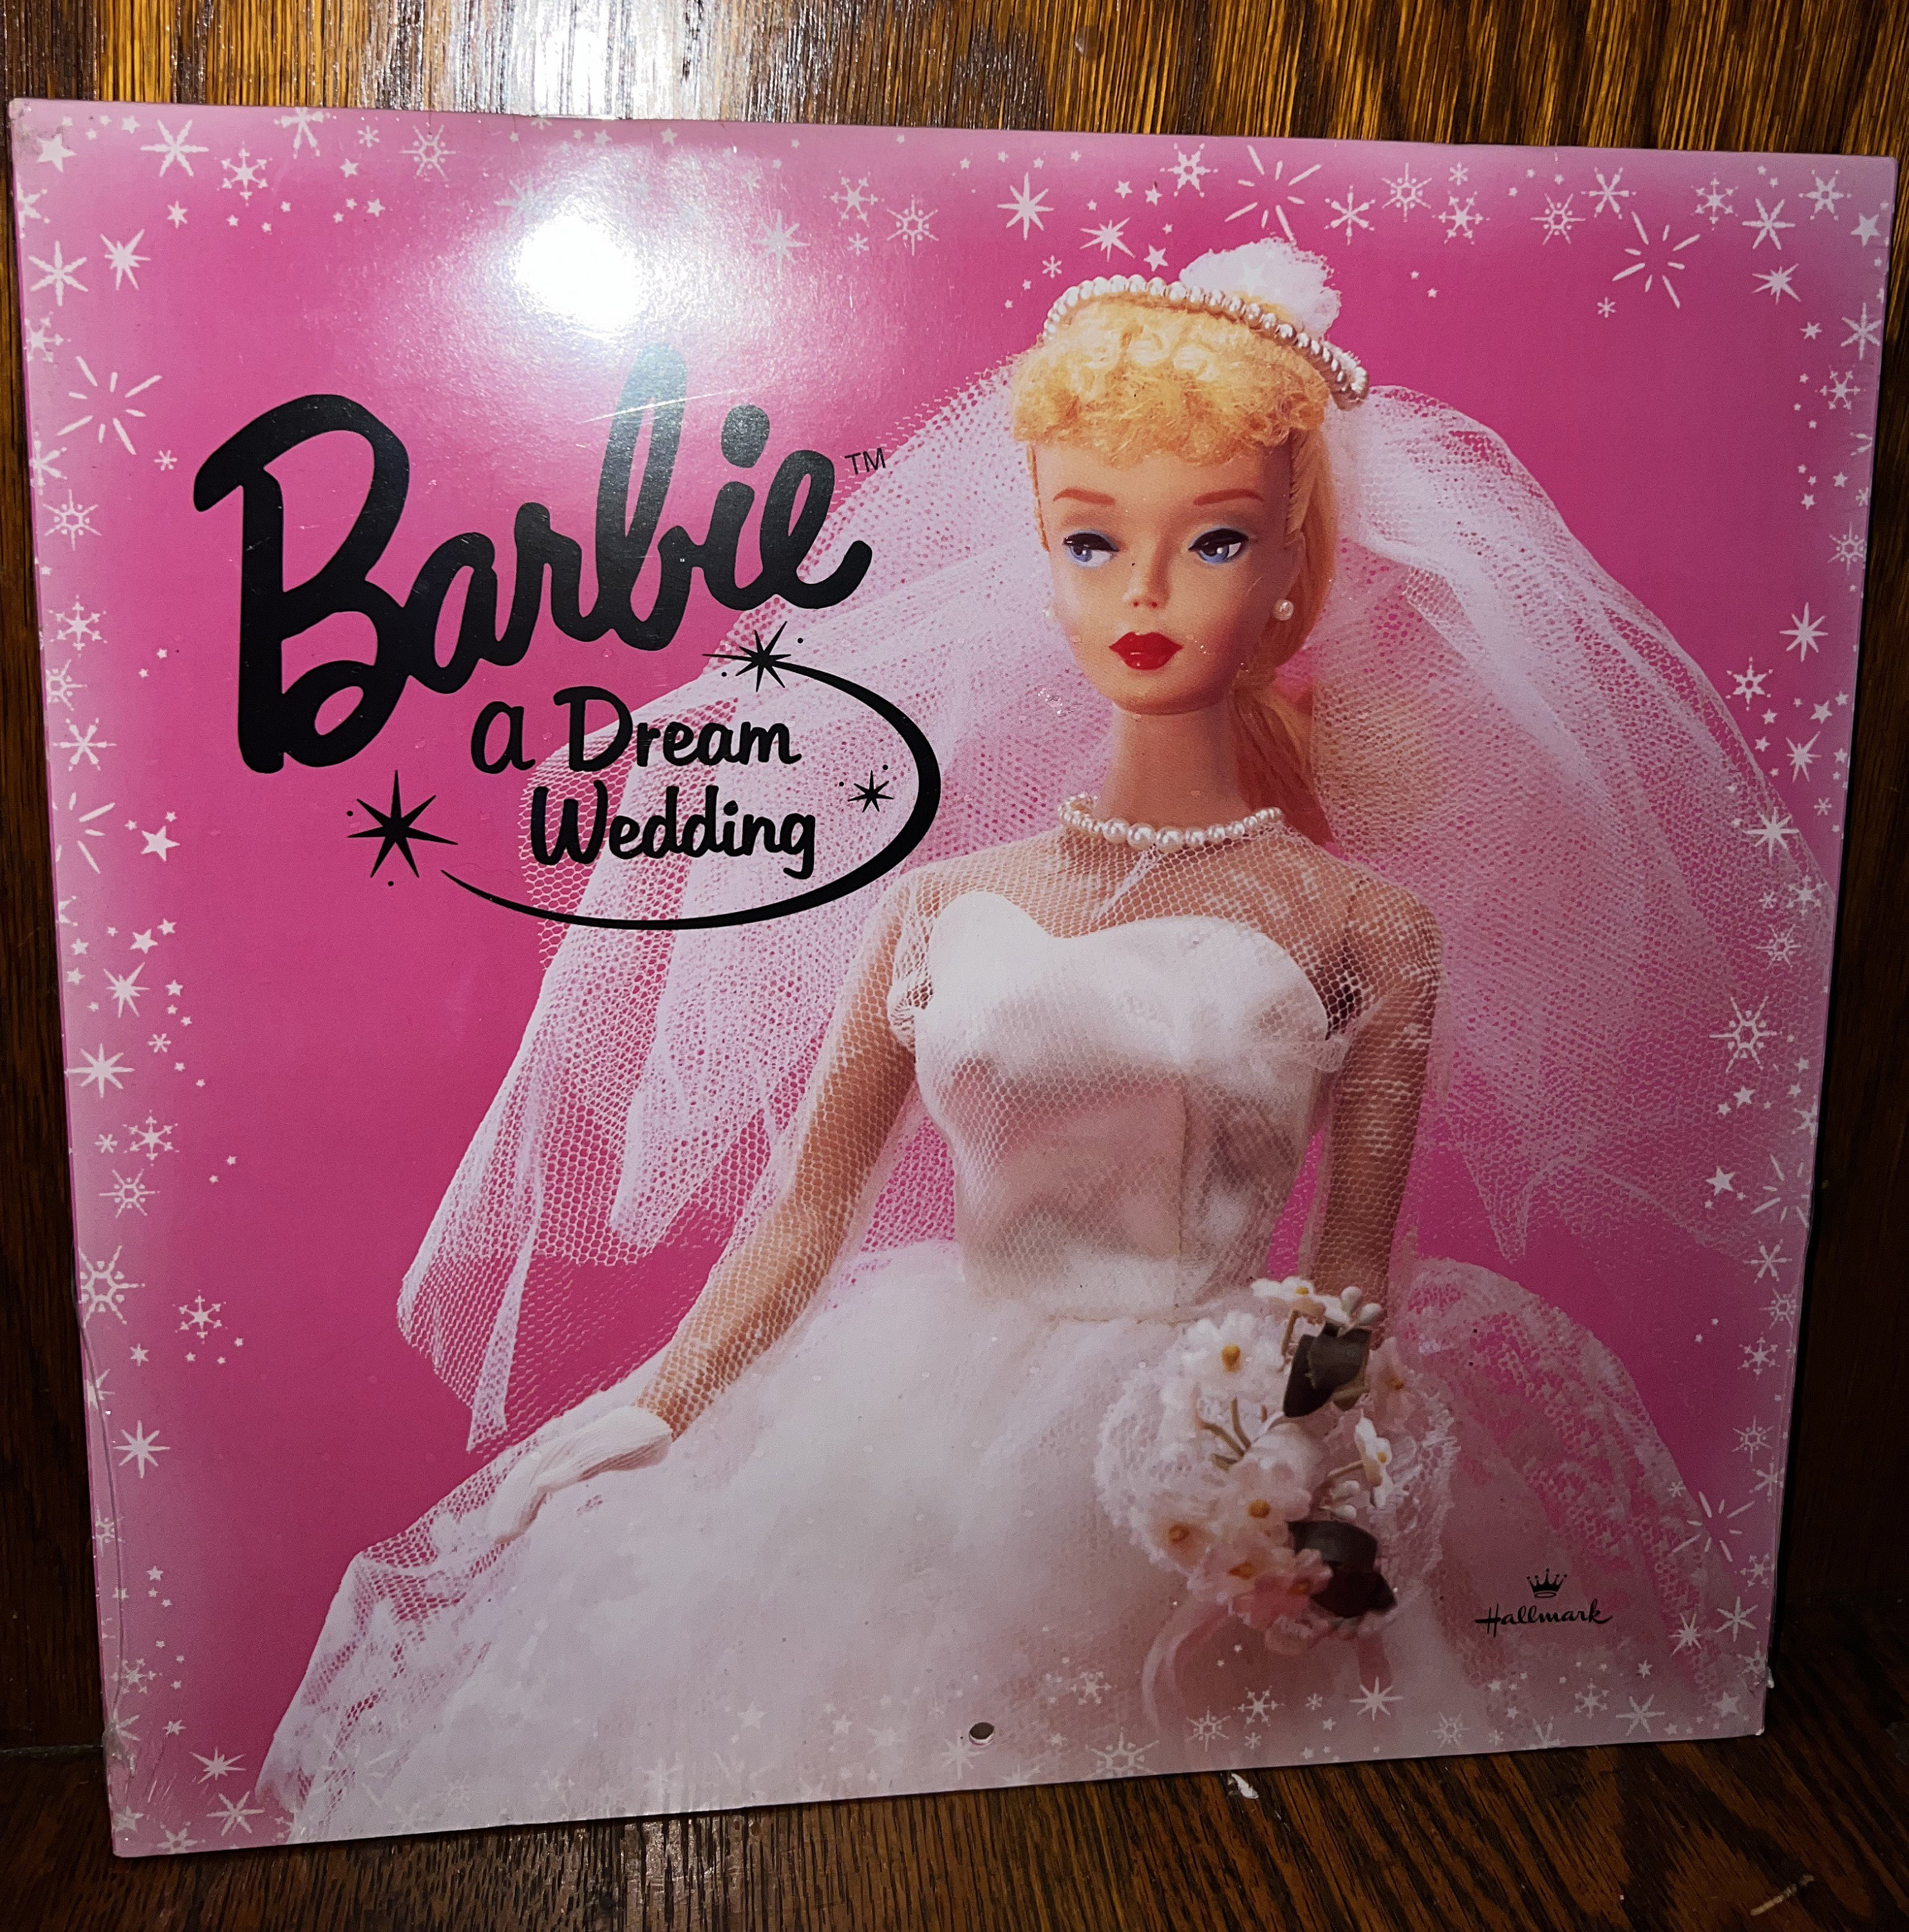 Barbie™
a Dream
Wedding
Hallmark